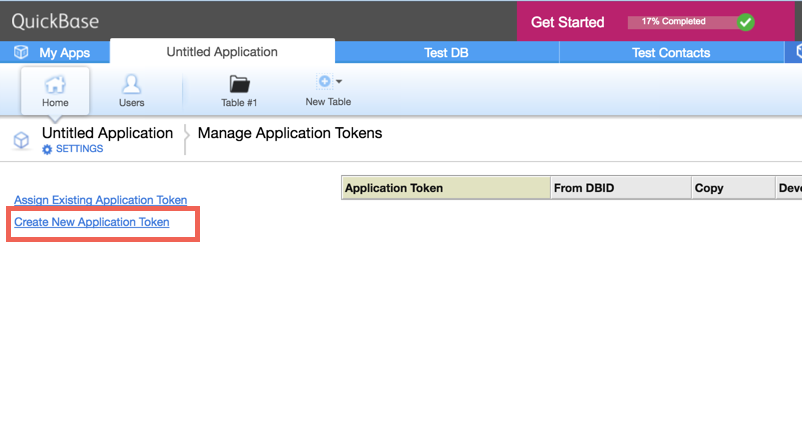 QuickBase
Get Started 17% Completed
My Apps Untitled Application Test DB Test Contacts
Home Users Table #1 New Table
Untitled Application Manage Application Tokens
SETTINGS
Application Token From DBID Copy Deve
Assign Existing Application Token
Create New Application Token